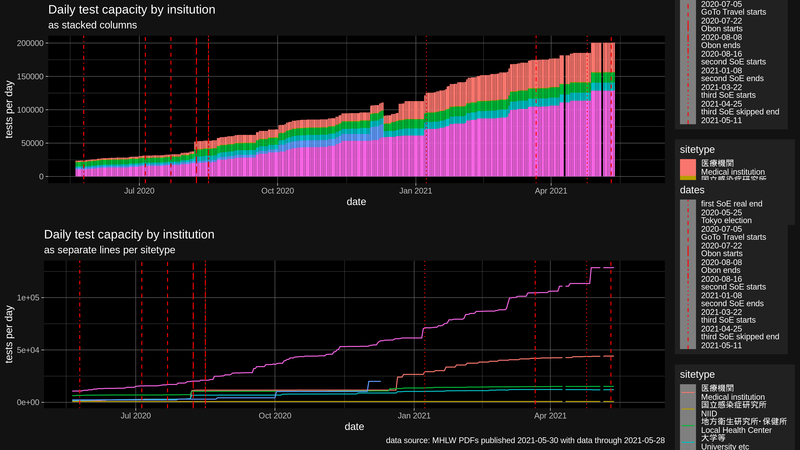 Daily test capacity by insitution
as stacked columns
tests per day
200000
150000
100000
50000
0
Jul 2020
Oct 2020
Jan 2021
Apr 2021
date
2020-07-05
GoTo Travel starts
2020-07-22
Obon starts
2020-08-08
Obon ends
2020-08-16
second SoE starts
2021-01-08
second SoE ends
2021-03-22
third SoE starts
2021-04-25
third SoE skipped end
2021-05-11
sitetype
医療機関
Medical institution
国立感染症研究所
Daily test capacity by institution
as separate lines per sitetype
tests per day
1e+05
5e+04
0e+00
Jul 2020
Oct 2020
Jan 2021
Apr 2021
date
dates
first SoE real end
2020-05-25
Tokyo election
2020-07-05
GoTo Travel starts
2020-07-22
Obon starts
2020-08-08
Obon ends
2020-08-16
second SoE starts
2021-01-08
second SoE ends
2021-03-22
third SoE starts
2021-04-25
third SoE skipped end
2021-05-11
sitetype
医療機関
Medical institution
国立感染症研究所
NIID
地方衛生研究所・保健所
Local Health Center
大学等
University etc
data source: MHLW PDFs published 2021-05-30 with data through 2021-05-28